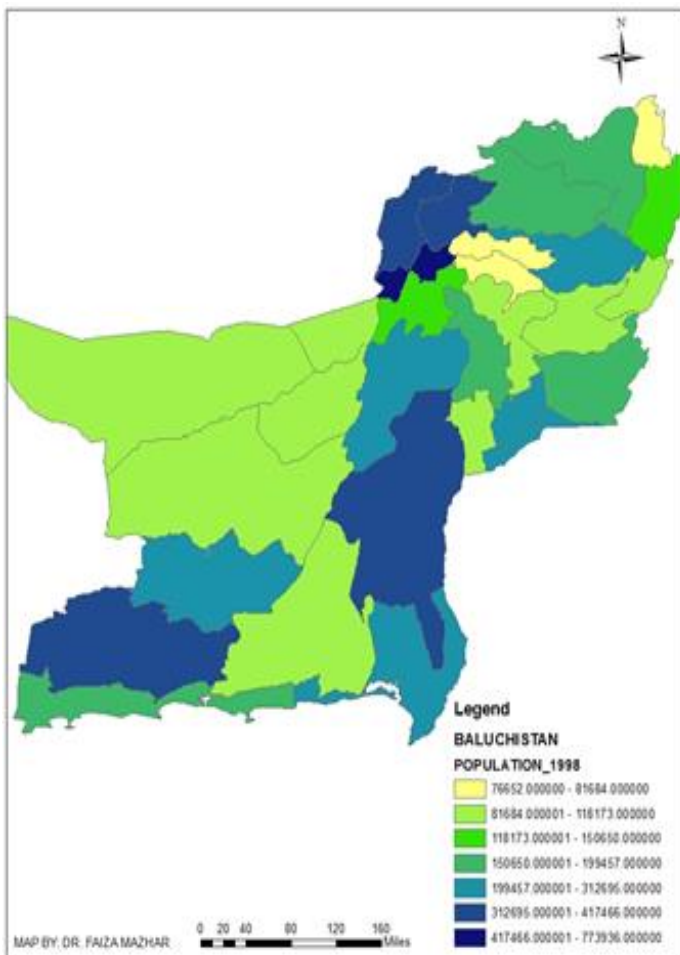 N
Legend
BALUCHISTAN
POPULATION_1998
76652.000000 - 81684.000000
81684.000001 - 118173.000000
118173.000001 - 150650.000000
150650.000001 - 199457.000000
199457.000001 - 312695.000000
312695.000001 - 417466.000000
417466.000001 - 773936.000000
MAP BY: DR. FAIZA MAZHAR
0 20 40 80 120 160
Miles